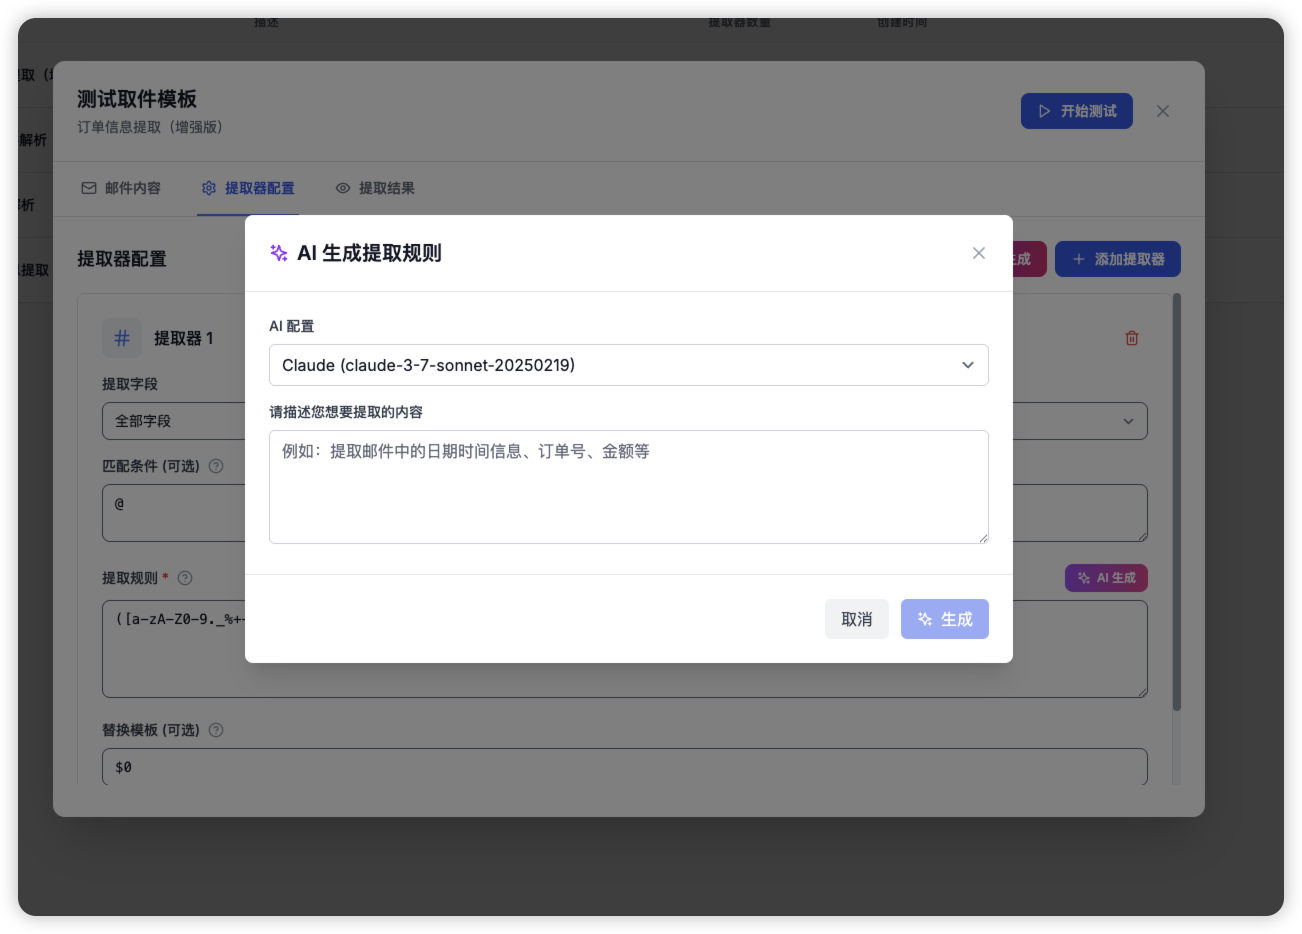 描述 提取器数量 创建时间
取（
解析
析
提取
测试取件模板
订单信息提取（增强版）
开始测试
邮件内容 提取器配置 提取结果
提取器配置
生成
添加提取器
提取器 1
提取字段
全部字段
匹配条件 (可选)
@
提取规则 *
AI 生成
([a-zA-Z0-9._%+-
替换模板 (可选)
$0
AI 生成提取规则
AI 配置
Claude (claude-3-7-sonnet-20250219)
请描述您想要提取的内容
例如：提取邮件中的日期时间信息、订单号、金额等
取消 生成